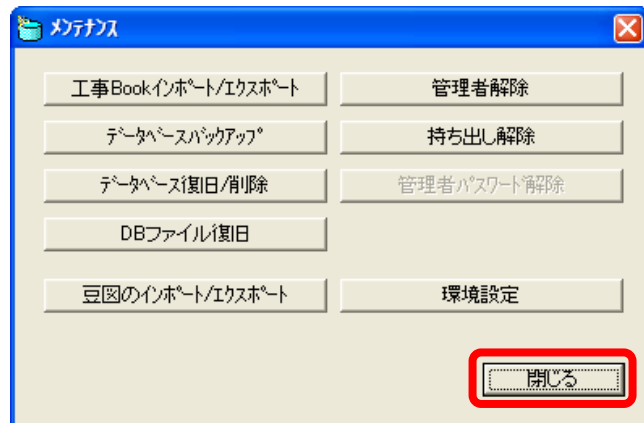 ﾒﾝﾃﾅﾝｽ
工事Bookｲﾝﾎﾟｰﾄ/ｴｸｽﾎﾟｰﾄ
管理者解除
ﾃﾞｰﾀﾍﾞｰｽﾊﾞｯｸｱｯﾌﾟ
持ち出し解除
ﾃﾞｰﾀﾍﾞｰｽ復旧/削除
管理者ﾊﾟｽﾜｰﾄﾞ解除
DBファイル復旧
豆図のｲﾝﾎﾟｰﾄ/ｴｸｽﾎﾟｰﾄ
環境設定
閉じる